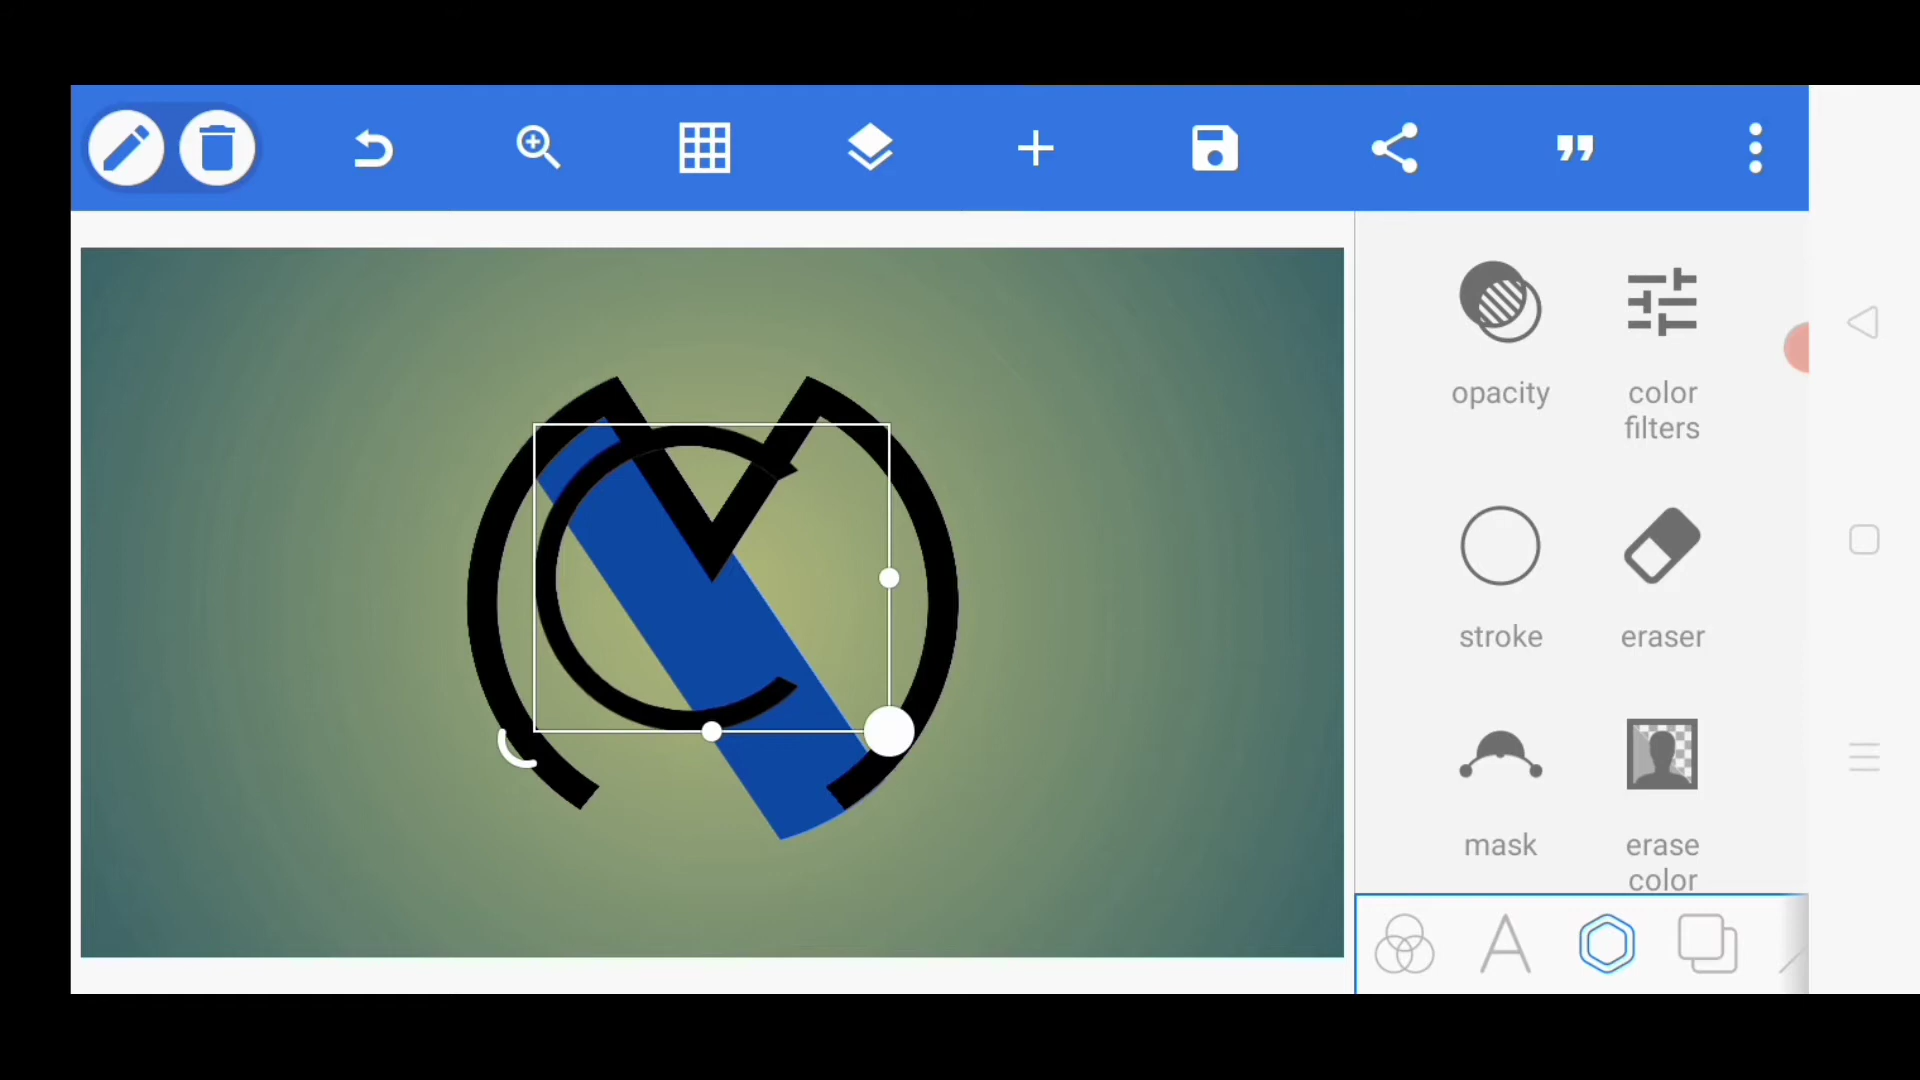 opacity
color
filters
stroke
eraser
mask
erase
color